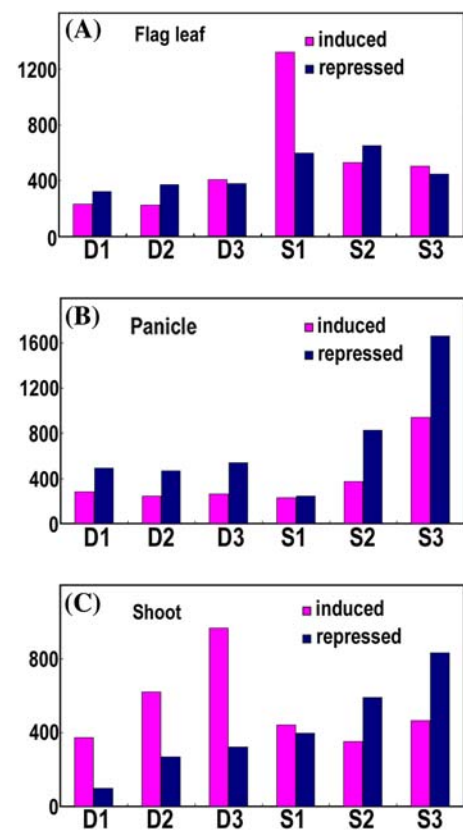 (A) Flag leaf
induced
repressed
1200
800
400
0
D1 D2 D3 S1 S2 S3
(B) Panicle
induced
repressed
1600
1200
800
400
0
D1 D2 D3 S1 S2 S3
(C) Shoot
induced
repressed
800
400
0
D1 D2 D3 S1 S2 S3